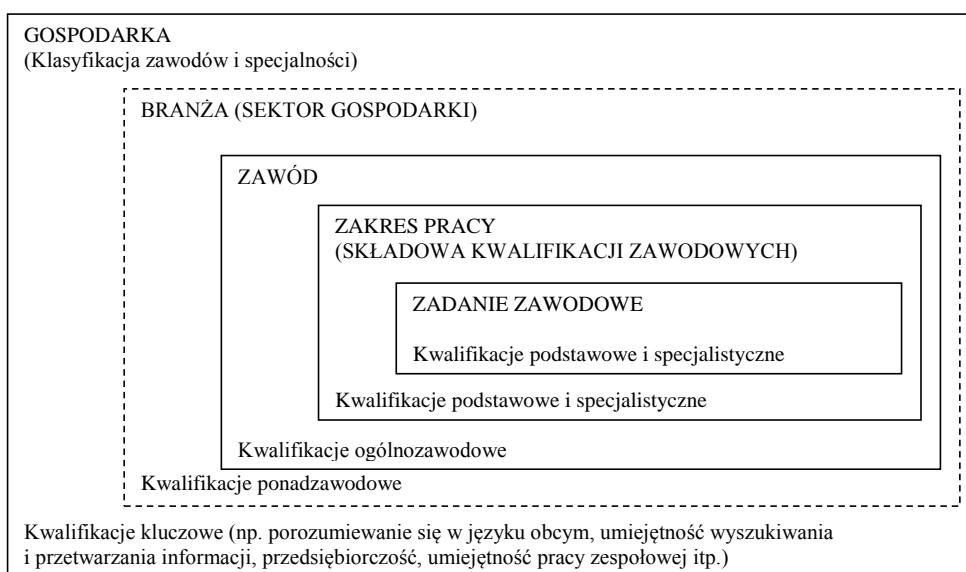 GOSPODARKA
(Klasyfikacja zawodów i specjalności)
BRANŻA (SEKTOR GOSPODARKI)
ZAWÓD
ZAKRES PRACY
(SKŁADOWA KWALIFIKACJI ZAWODOWYCH)
ZADANIE ZAWODOWE
Kwalifikacje podstawowe i specjalistyczne
Kwalifikacje podstawowe i specjalistyczne
Kwalifikacje ogólnozawodowe
Kwalifikacje ponadzawodowe
Kwalifikacje kluczowe (np. porozumiewanie się w języku obcym, umiejętność wyszukiwania
i przetwarzania informacji, przedsiębiorczość, umiejętność pracy zespołowej itp.)